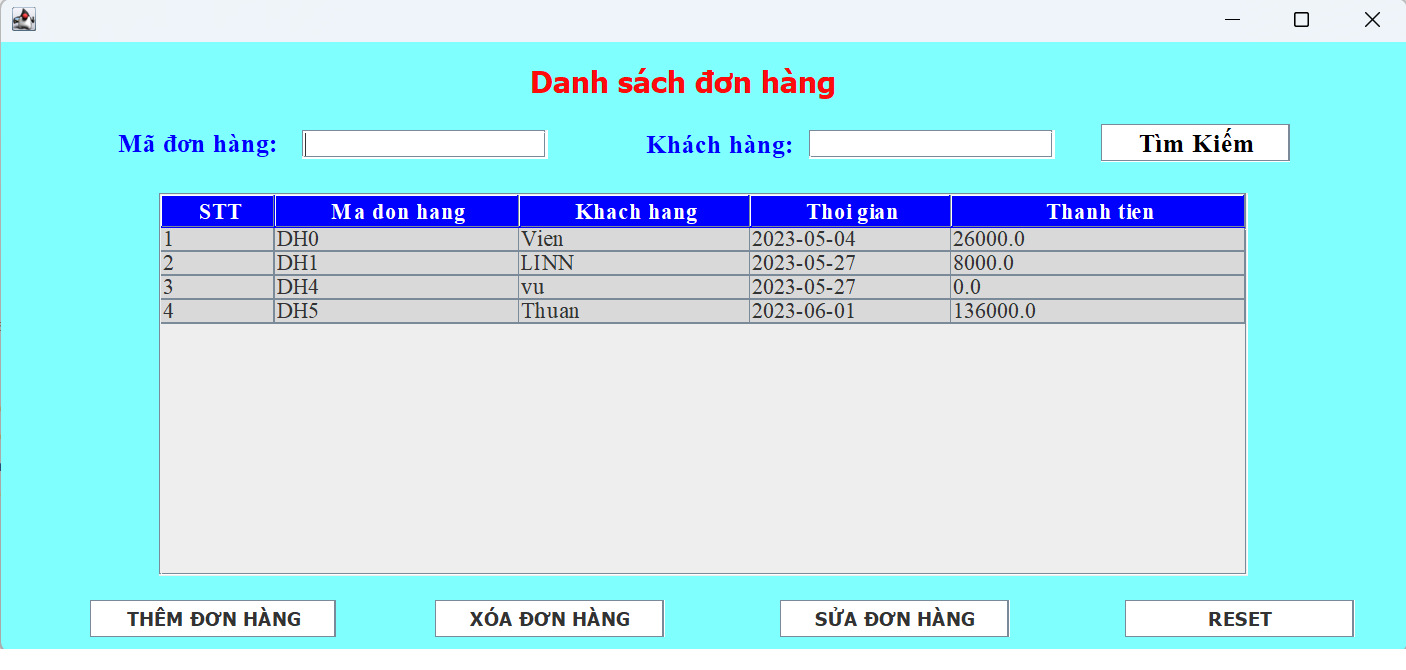 Danh sách đơn hàng
Mã đơn hàng: Khách hàng: Tìm Kiếm
STT Ma don hang Khach hang Thoi gian Thanh tien
1 DH0 Vien 2023-05-04 26000.0
2 DH1 LINN 2023-05-27 8000.0
3 DH4 vu 2023-05-27 0.0
4 DH5 Thuan 2023-06-01 136000.0
THÊM ĐƠN HÀNG XÓA ĐƠN HÀNG SỬA ĐƠN HÀNG RESET